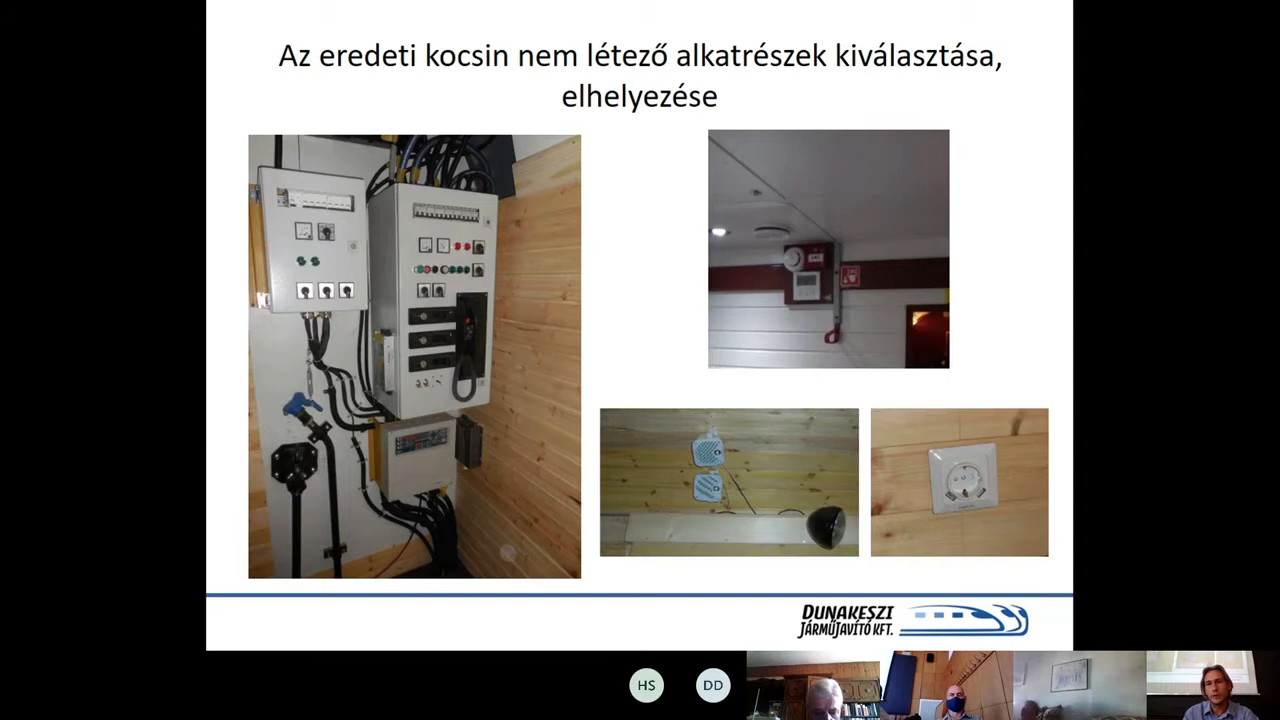 Az eredeti kocsin nem létező alkatrészek kiválasztása,
elhelyezése
DUNAKESZI
JÁRMŰJAVÍTÓ KFT.
HS
DD